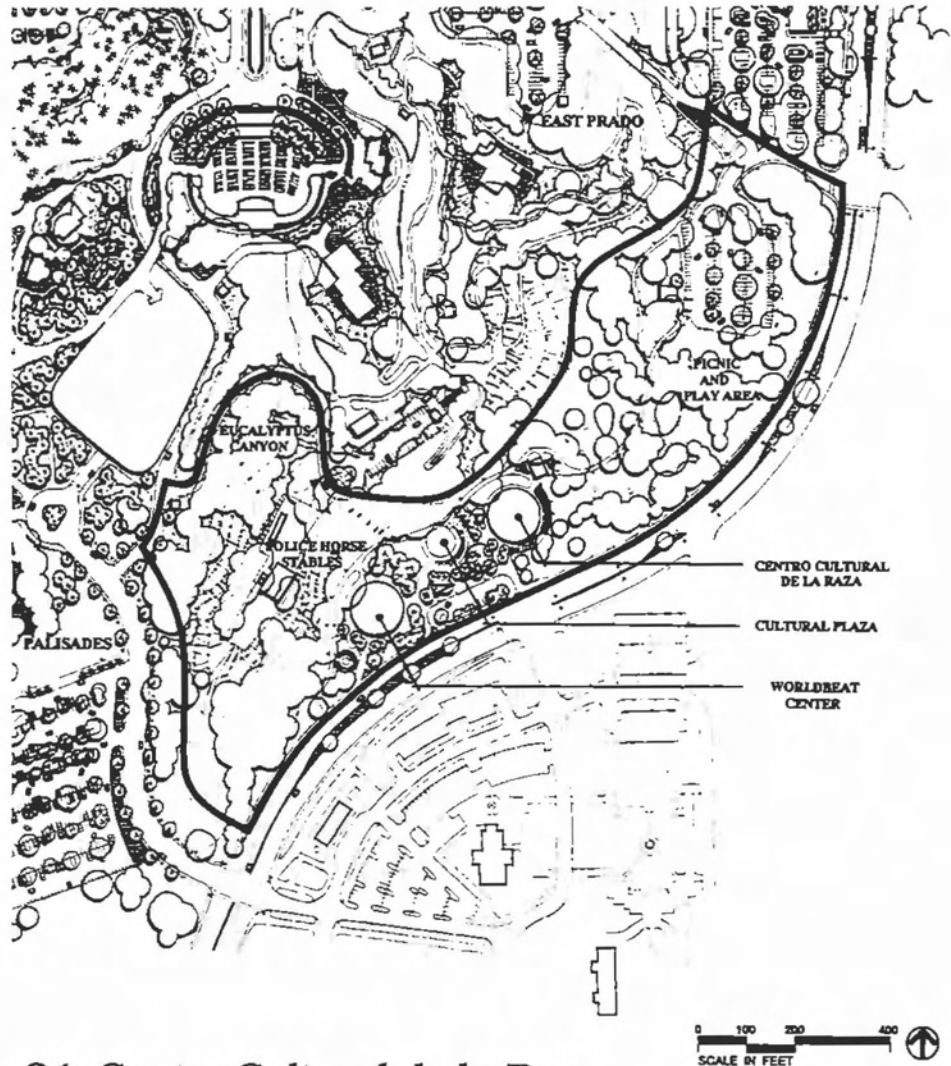 EAST PRADO
PICNIC
AND
PLAY AREA
EUCALYPTUS
CANYON
POLICE HORSE
STABLES
CENTRO CULTURAL
DE LA RAZA
CULTURAL PLAZA
PALISADES
WORLDBEAT
CENTER
0 100 200 400
SCALE IN FEET